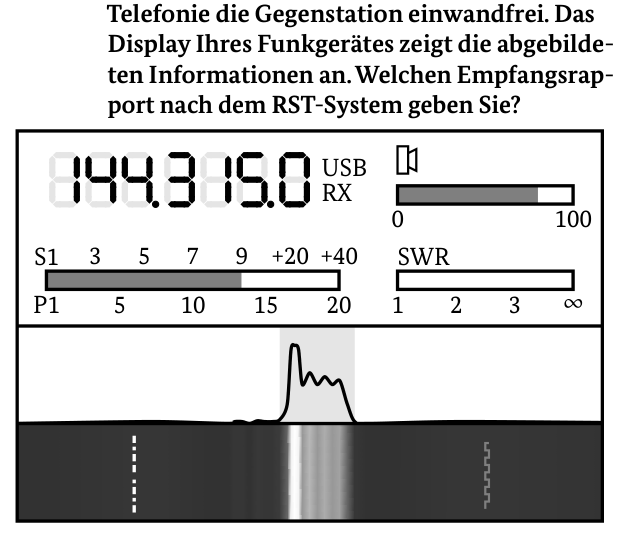 Telefonie die Gegenstation einwandfrei. Das
Display Ihres Funkgerätes zeigt die abgebilde-
ten Informationen an. Welchen Empfangsrap-
port nach dem RST-System geben Sie?
144.315.0 USB
RX
0 100
S1 3 5 7 9 +20 +40 SWR
P1 5 10 15 20 1 2 3 ∞